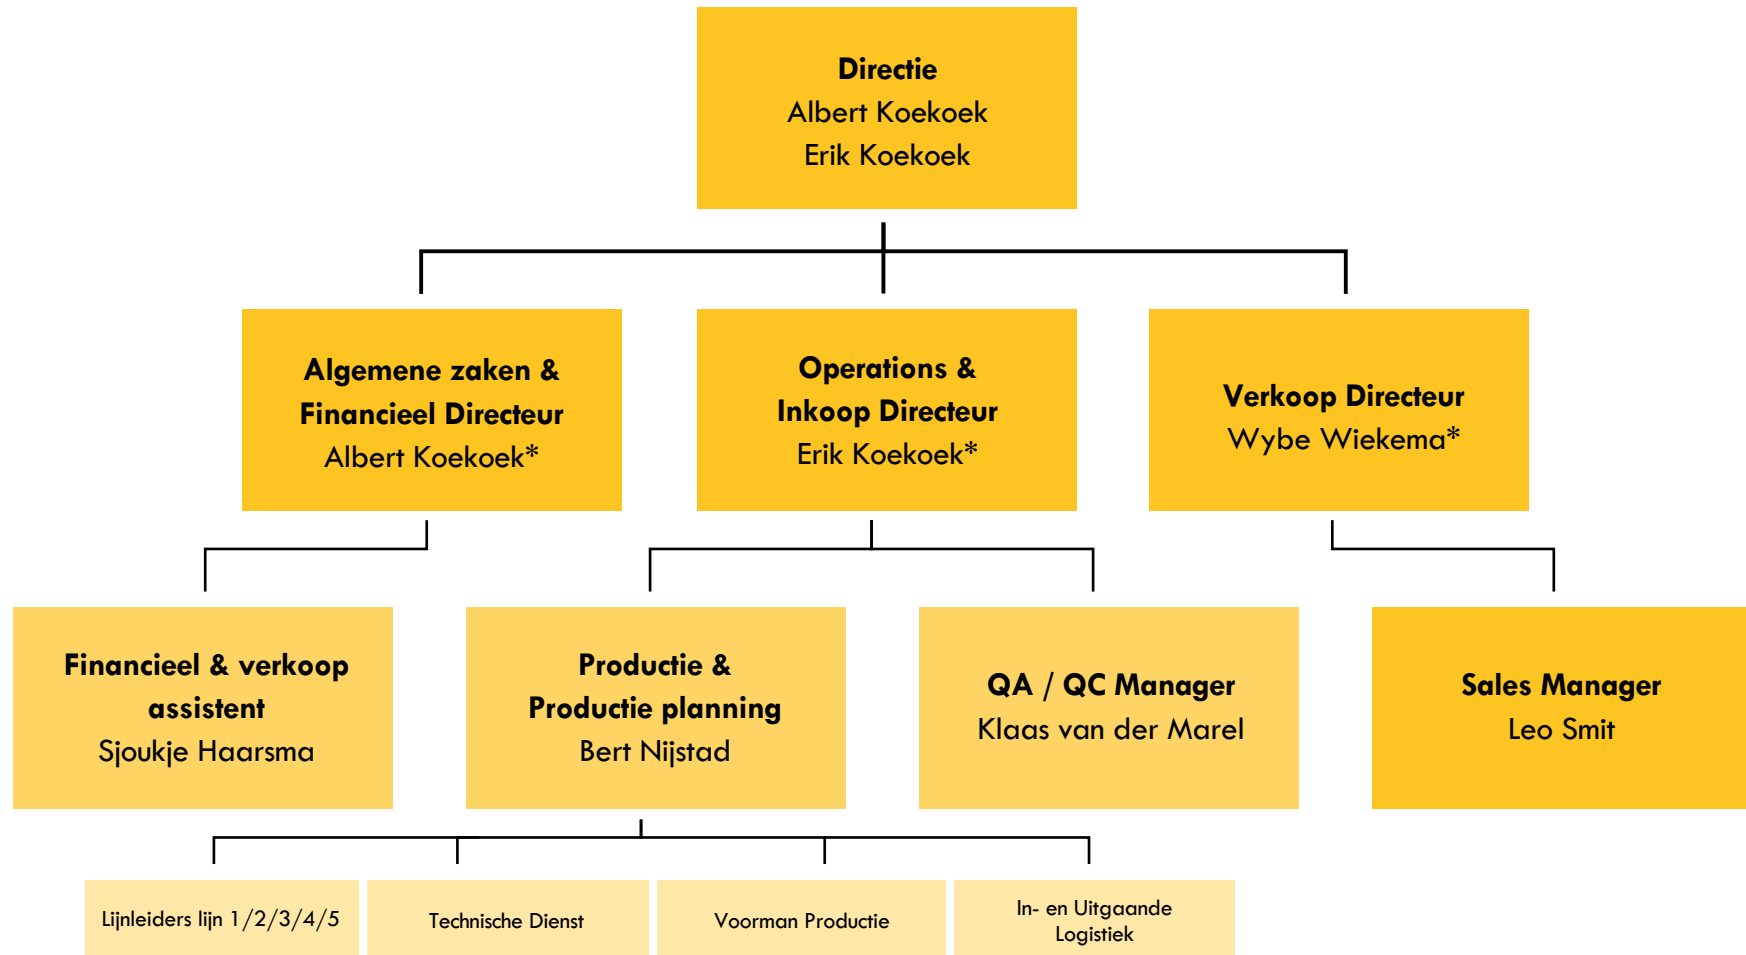 Directie
Albert Koekoek
Erik Koekoek
Algemene zaken &
Financieel Directeur
Albert Koekoek*
Operations &
Inkoop Directeur
Erik Koekoek*
Verkoop Directeur
Wybe Wiekema*
Financieel & verkoop
assistent
Sjoukje Haarsma
Productie &
Productie planning
Bert Nijstad
QA / QC Manager
Klaas van der Marel
Sales Manager
Leo Smit
Lijnleiders lijn 1/2/3/4/5
Technische Dienst
Voorman Productie
In- en Uitgaande
Logistiek